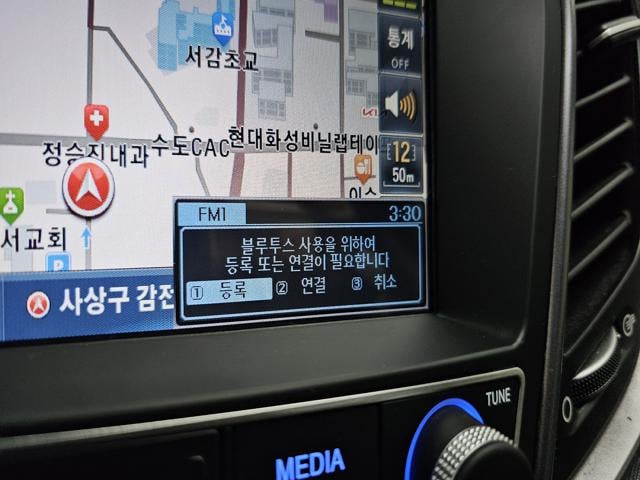 통계
OFF
서감초교
KIA
정승진내과
수도CAC
현대화성비닐랩테이
12
50m
서교회
P
FM1
3:30
블루투스 사용을 위하여
등록 또는 연결이 필요합니다
1 등록 2 연결 3 취소
사상구 감전
TUNE
MEDIA